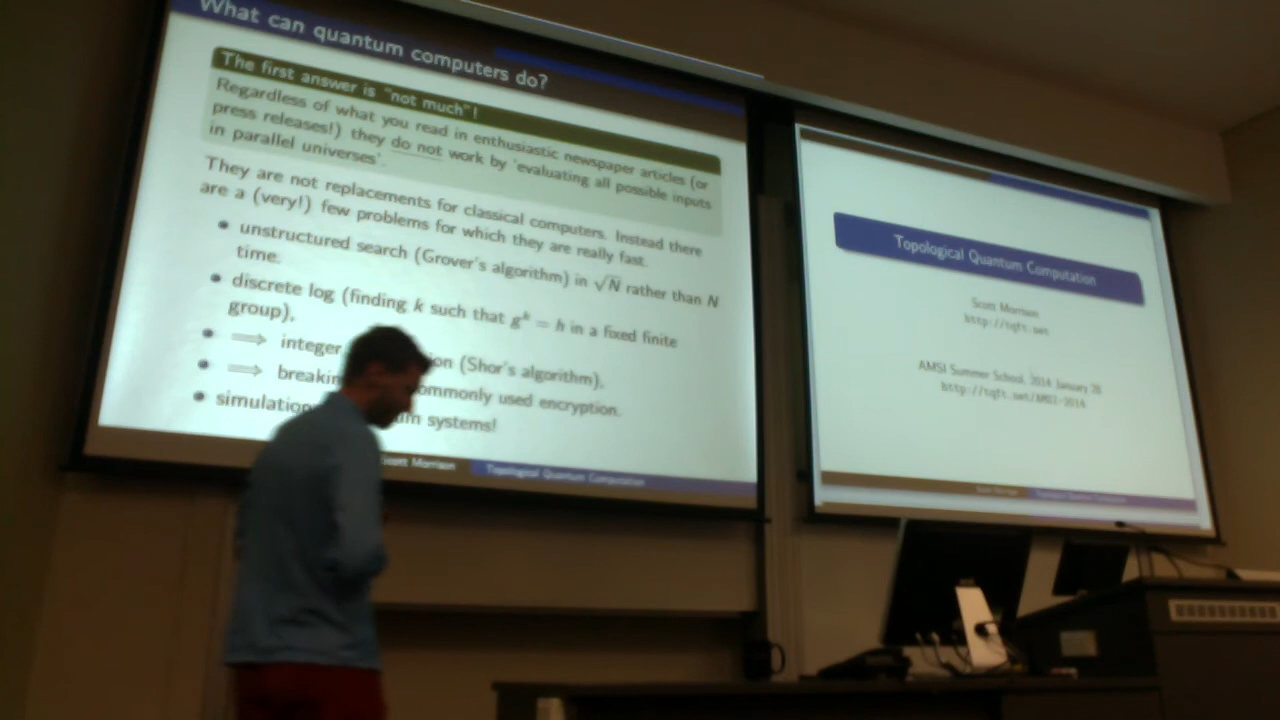 What can quantum computers do?
The first answer is "not much"!
Regardless of what you read in enthusiastic newspaper articles (or
press releases!) they do not work by 'evaluating all possible inputs
in parallel universes'.
They are not replacements for classical computers. Instead there
are a (very!) few problems for which they are really fast.
unstructured search (Grover's algorithm) in √N rather than N
time.
discrete log (finding k such that g^k = h in a fixed finite
group),
⟹ integer on (Shor's algorithm),
⟹ breakin ommonly used encryption.
simulation um systems!
Scott Morrison Topological Quantum Computation
Topological Quantum Computation
Scott Morrison
http://tqft.net
AMSI Summer School, 2014 January
http://tqft.net/AMSI-2014
Scott Morrison Topological Quantum Computation